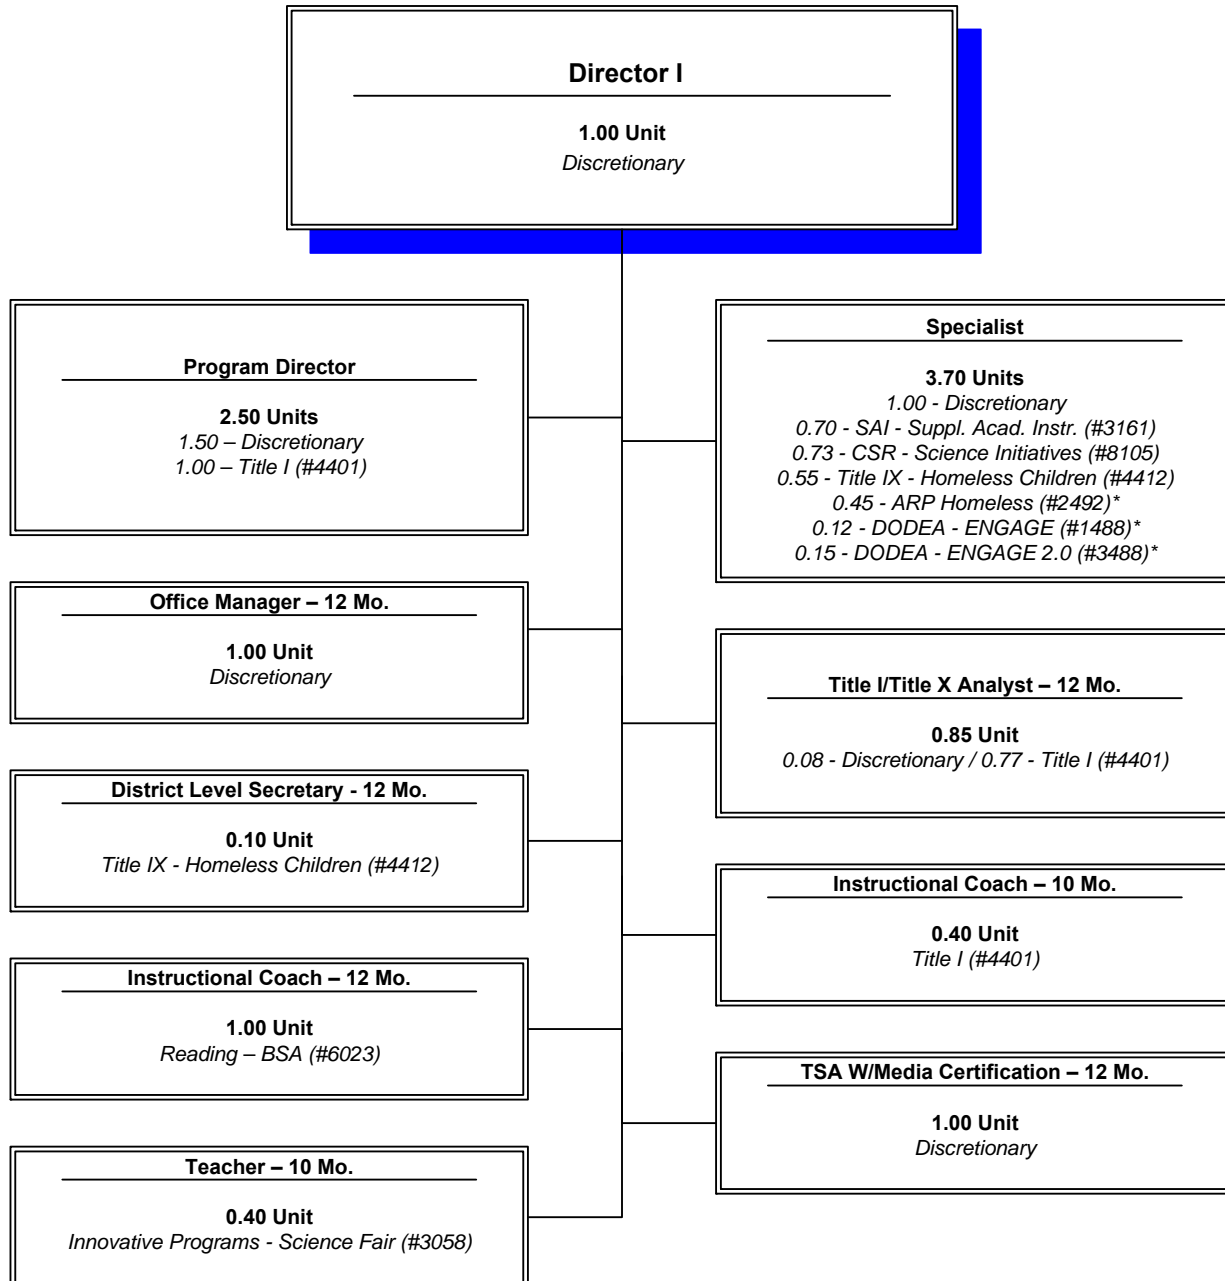 Director I
1.00 Unit
Discretionary
Program Director
2.50 Units
1.50 – Discretionary
1.00 – Title I (#4401)
Specialist
3.70 Units
1.00 - Discretionary
0.70 - SAI - Suppl. Acad. Instr. (#3161)
0.73 - CSR - Science Initiatives (#8105)
0.55 - Title IX - Homeless Children (#4412)
0.45 - ARP Homeless (#2492)*
0.12 - DODEA - ENGAGE (#1488)*
0.15 - DODEA - ENGAGE 2.0 (#3488)*
Office Manager – 12 Mo.
1.00 Unit
Discretionary
Title I/Title X Analyst – 12 Mo.
0.85 Unit
0.08 - Discretionary / 0.77 - Title I (#4401)
District Level Secretary - 12 Mo.
0.10 Unit
Title IX - Homeless Children (#4412)
Instructional Coach – 10 Mo.
0.40 Unit
Title I (#4401)
Instructional Coach – 12 Mo.
1.00 Unit
Reading – BSA (#6023)
TSA W/Media Certification – 12 Mo.
1.00 Unit
Discretionary
Teacher – 10 Mo.
0.40 Unit
Innovative Programs - Science Fair (#3058)